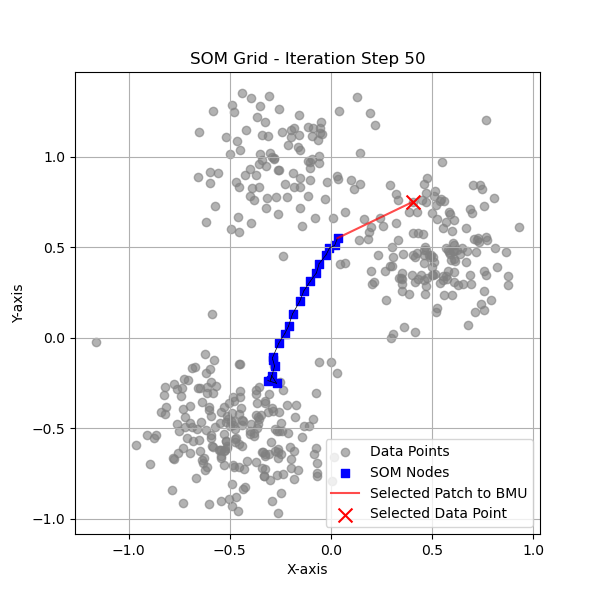 SOM Grid - Iteration Step 50
Y-axis
1.0
0.5
0.0
−0.5
−1.0
Data Points
SOM Nodes
Selected Patch to BMU
Selected Data Point
−1.0 −0.5 0.0 0.5 1.0
X-axis